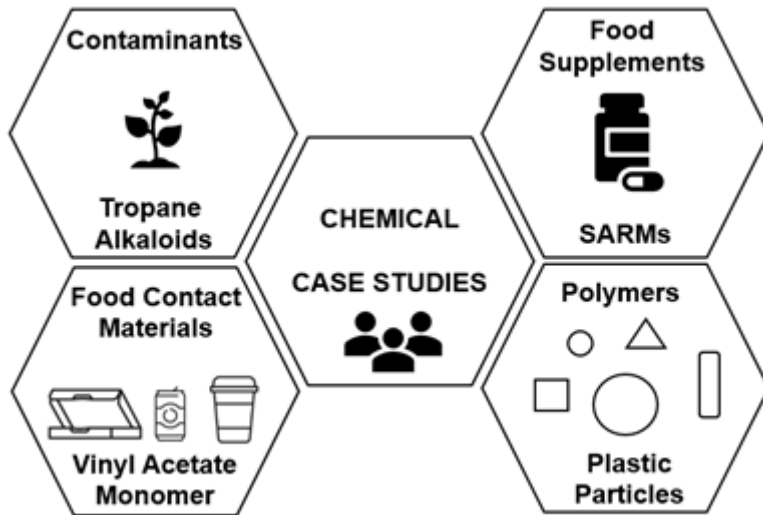 Contaminants
Tropane
Alkaloids
Food
Supplements
SARMs
CHEMICAL
CASE STUDIES
Food Contact
Materials
Vinyl Acetate
Monomer
Polymers
Plastic
Particles